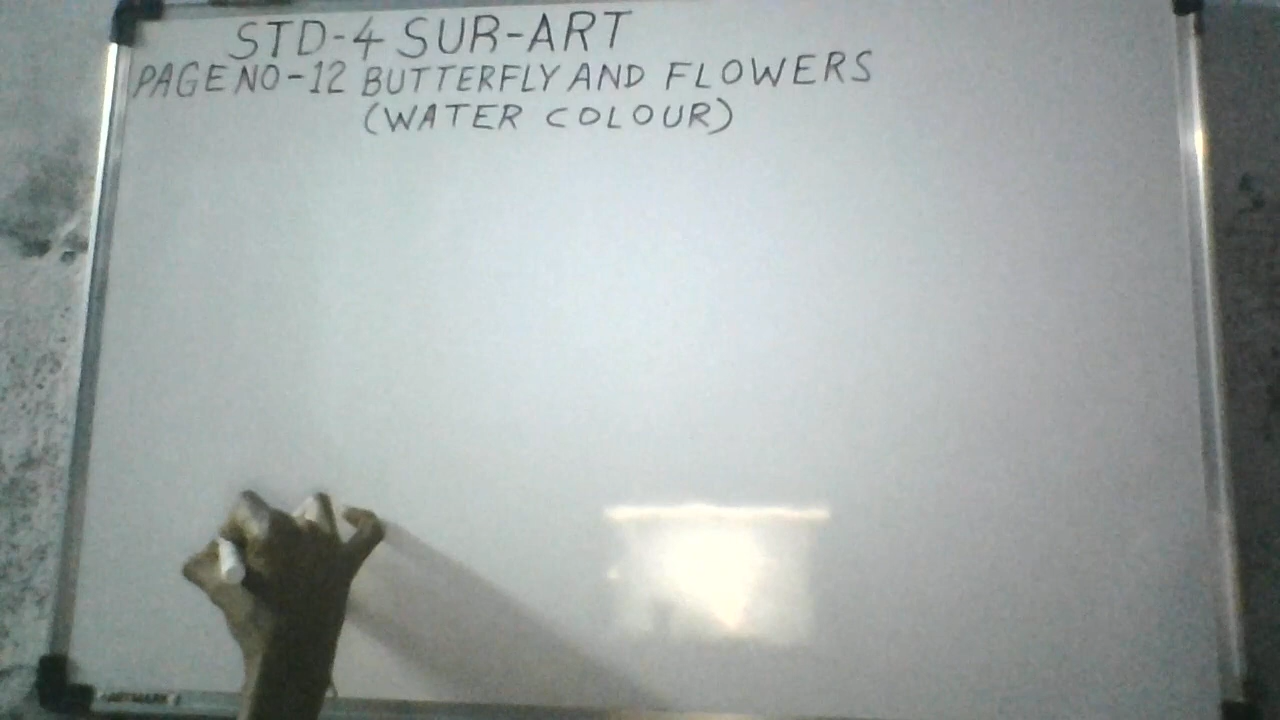 STD-4 SUR-ART
PAGE NO-12 BUTTERFLY AND FLOWERS
(WATER COLOUR)